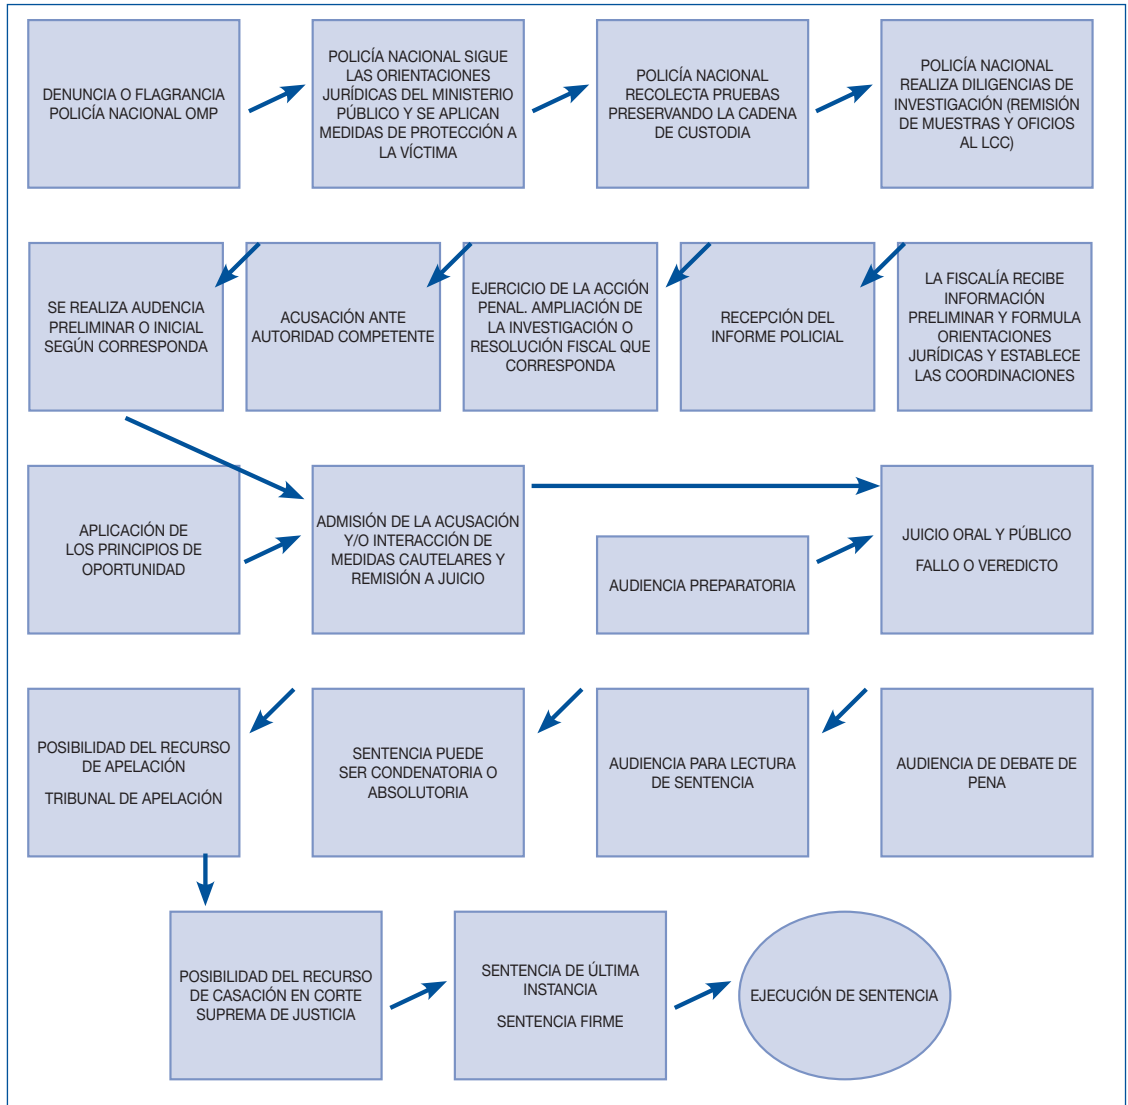 DENUNCIA O FLAGRANCIA
POLICÍA NACIONAL OMP
POLICÍA NACIONAL SIGUE
LAS ORIENTACIONES
JURÍDICAS DEL MINISTERIO
PÚBLICO Y SE APLICAN
MEDIDAS DE PROTECCIÓN A
LA VÍCTIMA
POLICÍA NACIONAL
RECOLECTA PRUEBAS
PRESERVANDO LA CADENA
DE CUSTODIA
POLICÍA NACIONAL
REALIZA DILIGENCIAS DE
INVESTIGACIÓN (REMISIÓN
DE MUESTRAS Y OFICIOS
AL LCC)
SE REALIZA AUDENCIA
PRELIMINAR O INICIAL
SEGÚN CORRESPONDA
ACUSACIÓN ANTE
AUTORIDAD COMPETENTE
EJERCICIO DE LA ACCIÓN
PENAL. AMPLIACIÓN DE
LA INVESTIGACIÓN O
RESOLUCIÓN FISCAL QUE
CORRESPONDA
RECEPCIÓN DEL
INFORME POLICIAL
LA FISCALÍA RECIBE
INFORMACIÓN
PRELIMINAR Y FORMULA
ORIENTACIONES
JURÍDICAS Y ESTABLECE
LAS COORDINACIONES
APLICACIÓN DE
LOS PRINCIPIOS DE
OPORTUNIDAD
ADMISIÓN DE LA ACUSACIÓN
Y/O INTERACCIÓN DE
MEDIDAS CAUTELARES Y
REMISIÓN A JUICIO
AUDIENCIA PREPARATORIA
JUICIO ORAL Y PÚBLICO
FALLO O VEREDICTO
POSIBILIDAD DEL RECURSO
DE APELACIÓN
TRIBUNAL DE APELACIÓN
SENTENCIA PUEDE
SER CONDENATORIA O
ABSOLUTORIA
AUDIENCIA PARA LECTURA
DE SENTENCIA
AUDIENCIA DE DEBATE DE
PENA
POSIBILIDAD DEL RECURSO
DE CASACIÓN EN CORTE
SUPREMA DE JUSTICIA
SENTENCIA DE ÚLTIMA
INSTANCIA
SENTENCIA FIRME
EJECUCIÓN DE SENTENCIA